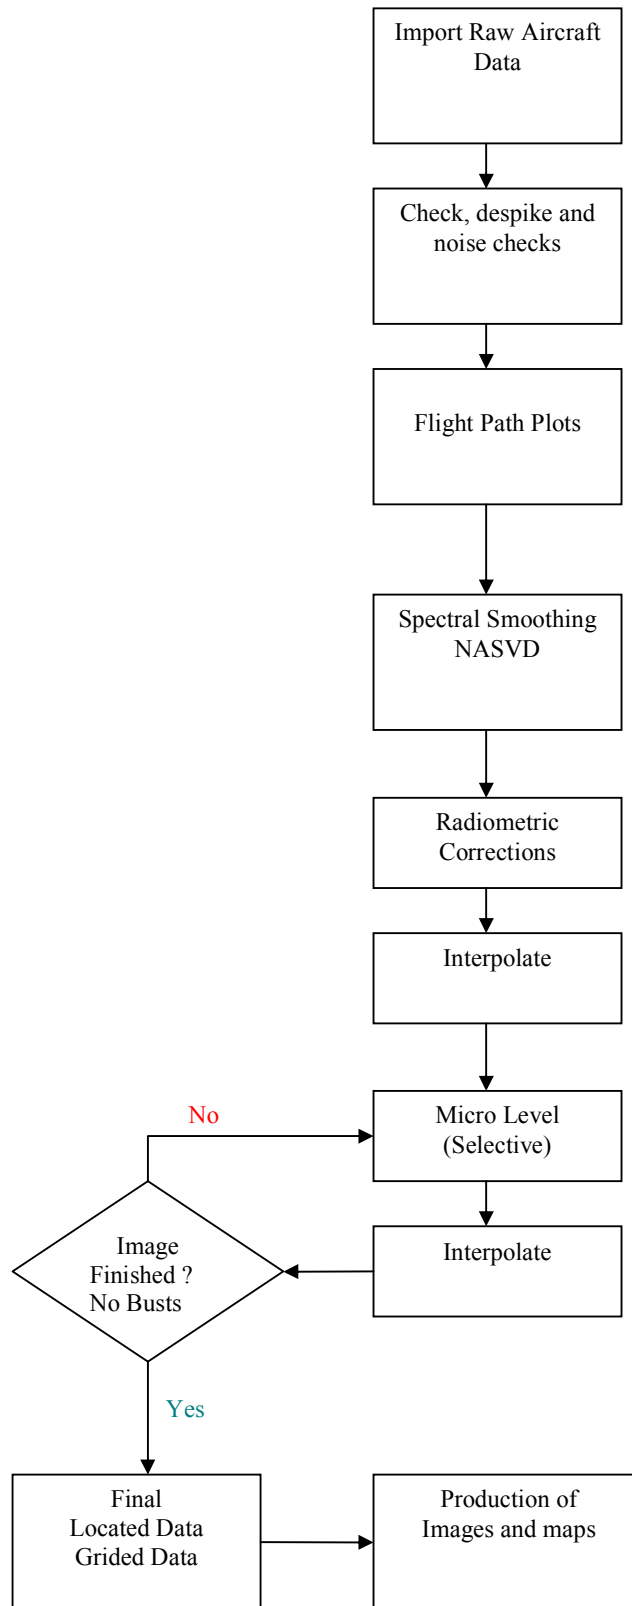 Import Raw Aircraft
Data
Check, despike and
noise checks
Flight Path Plots
Spectral Smoothing
NASVD
Radiometric
Corrections
Interpolate
No
Micro Level
(Selective)
Image
Finished ?
No Busts
Interpolate
Yes
Final
Located Data
Grided Data
Production of
Images and maps